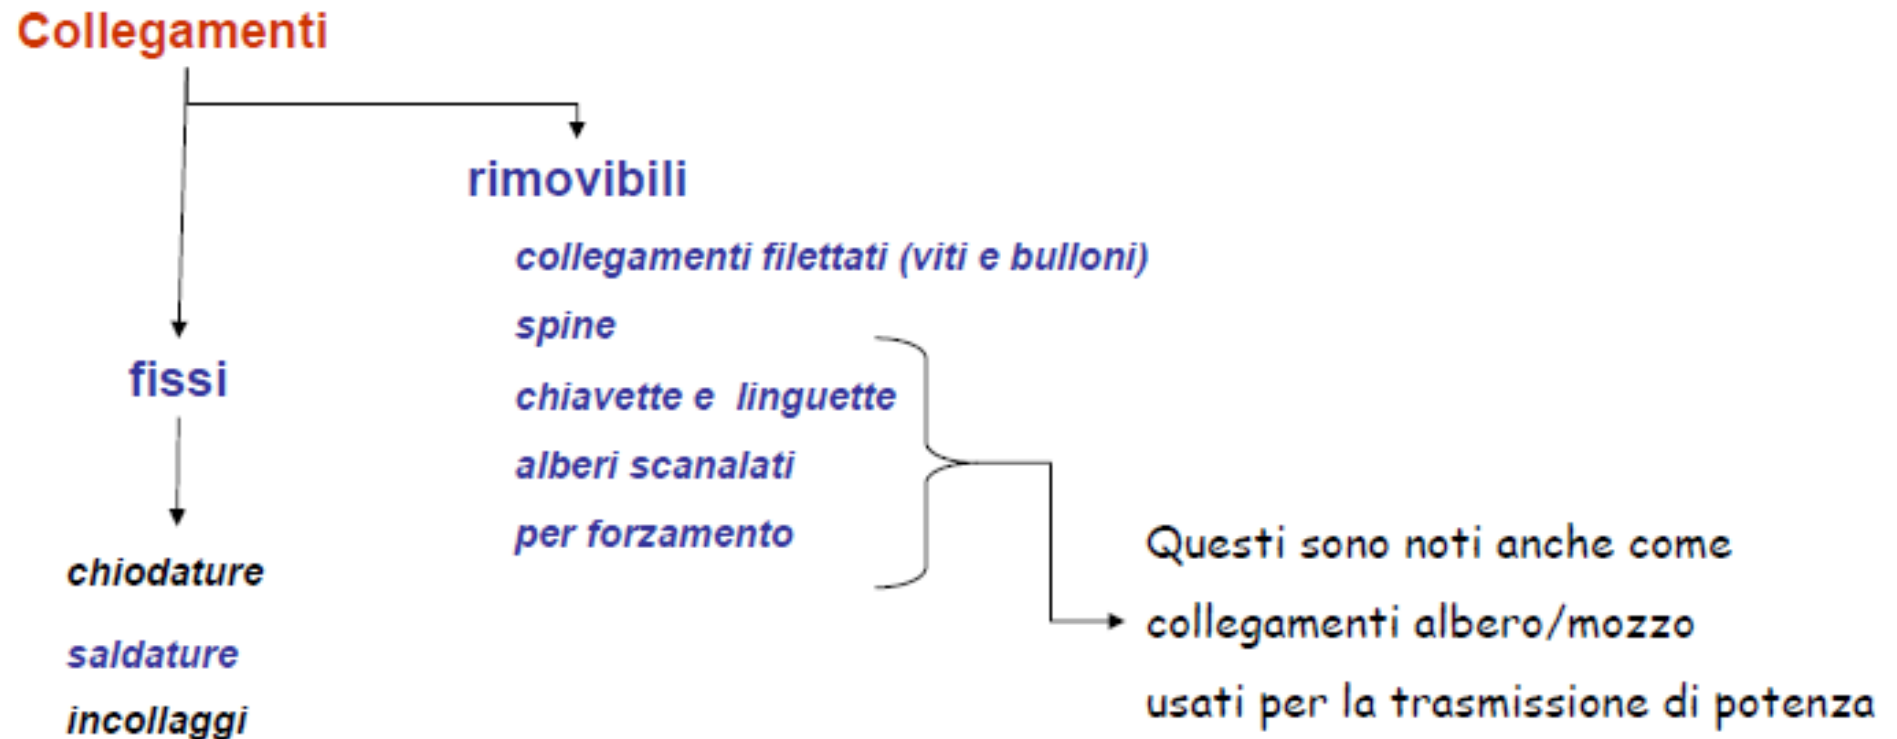 Collegamenti
rimovibili
collegamenti filettati (viti e bulloni)
spine
chiavette e linguette
alberi scanalati
per forzamento
fissi
chiodature
saldature
incollaggi
Questi sono noti anche come
collegamenti albero/mozzo
usati per la trasmissione di potenza